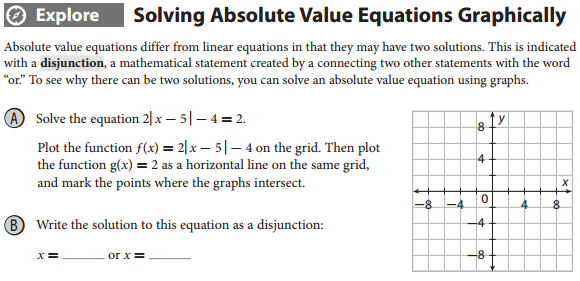 Explore Solving Absolute Value Equations Graphically
Absolute value equations differ from linear equations in that they may have two solutions. This is indicated
with a disjunction, a mathematical statement created by a connecting two other statements with the word
“or.” To see why there can be two solutions, you can solve an absolute value equation using graphs.
A Solve the equation 2|x − 5| − 4 = 2.
Plot the function f(x) = 2|x − 5| − 4 on the grid. Then plot
the function g(x) = 2 as a horizontal line on the same grid,
and mark the points where the graphs intersect.
B Write the solution to this equation as a disjunction:
x = ______ or x = ______
y
8
4
x
-8 -4 0 4 8
-4
-8